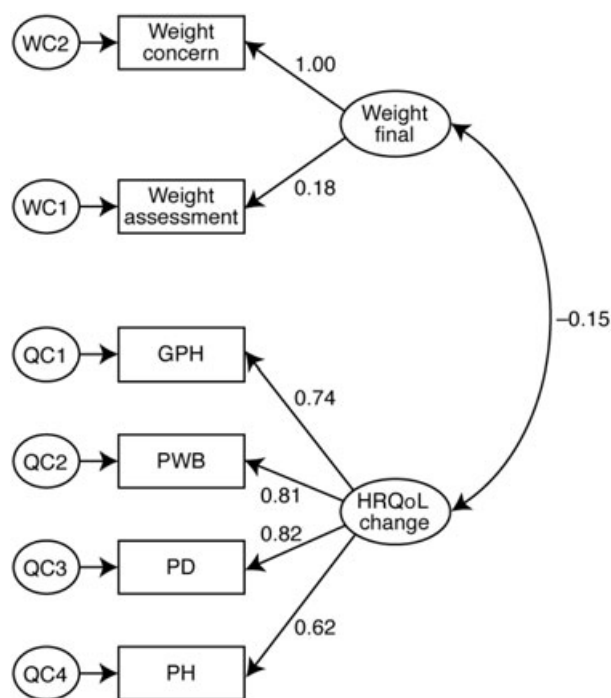 WC2
Weight
concern
1.00
Weight
final
WC1
Weight
assessment
0.18
–0.15
QC1
GPH
0.74
QC2
PWB
0.81
HRQoL
change
QC3
PD
0.82
QC4
PH
0.62